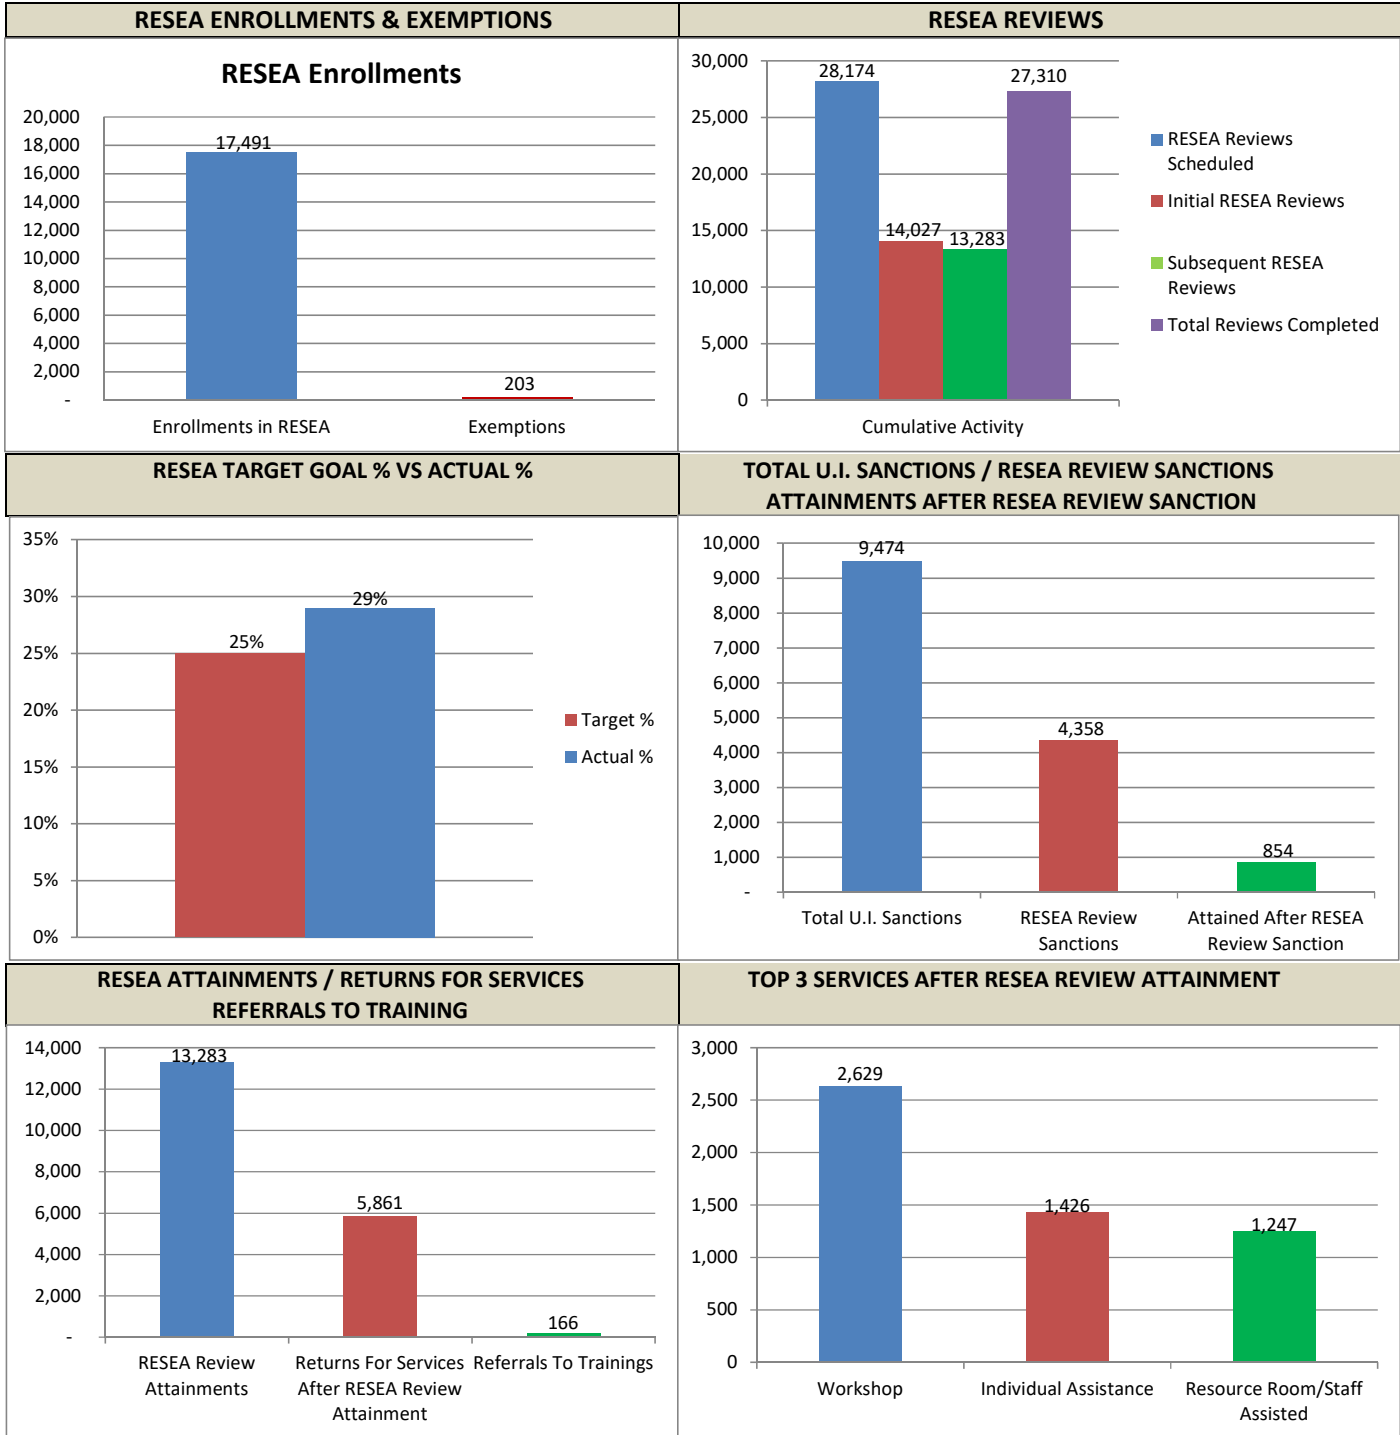 RESEA ENROLLMENTS & EXEMPTIONS
RESEA Enrollments
20,000
18,000
16,000
14,000
12,000
10,000
8,000
6,000
4,000
2,000
-
17,491
203
Enrollments in RESEA
Exemptions
RESEA REVIEWS
30,000
25,000
20,000
15,000
10,000
5,000
0
28,174
14,027
13,283
27,310
Cumulative Activity
RESEA Reviews
Scheduled
Initial RESEA Reviews
Subsequent RESEA
Reviews
Total Reviews Completed
RESEA TARGET GOAL % VS ACTUAL %
35%
30%
25%
20%
15%
10%
5%
0%
25%
29%
Target %
Actual %
TOTAL U.I. SANCTIONS / RESEA REVIEW SANCTIONS
ATTAINMENTS AFTER RESEA REVIEW SANCTION
10,000
9,000
8,000
7,000
6,000
5,000
4,000
3,000
2,000
1,000
-
9,474
4,358
854
Total U.I. Sanctions
RESEA Review
Sanctions
Attained After RESEA
Review Sanction
RESEA ATTAINMENTS / RETURNS FOR SERVICES
REFERRALS TO TRAINING
14,000
12,000
10,000
8,000
6,000
4,000
2,000
-
13,283
5,861
166
RESEA Review
Attainments
Returns For Services
After RESEA Review
Attainment
Referrals To Trainings
TOP 3 SERVICES AFTER RESEA REVIEW ATTAINMENT
3,000
2,500
2,000
1,500
1,000
500
0
2,629
1,426
1,247
Workshop
Individual Assistance
Resource Room/Staff
Assisted